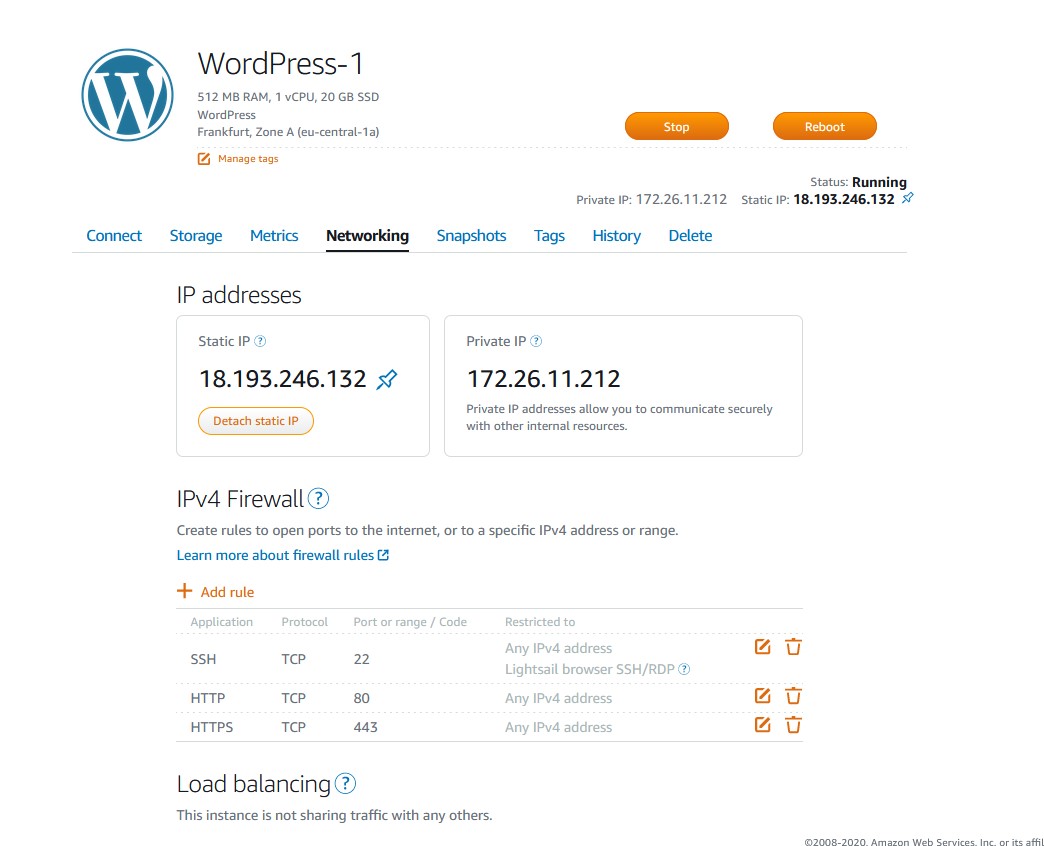 WordPress-1
512 MB RAM, 1 vCPU, 20 GB SSD
WordPress
Frankfurt, Zone A (eu-central-1a)
Manage tags
Stop
Reboot
Status: Running
Private IP: 172.26.11.212 Static IP: 18.193.246.132
Connect Storage Metrics Networking Snapshots Tags History Delete
IP addresses
Static IP ?
18.193.246.132
Detach static IP
Private IP ?
172.26.11.212
Private IP addresses allow you to communicate securely
with other internal resources.
IPv4 Firewall ?
Create rules to open ports to the internet, or to a specific IPv4 address or range.
Learn more about firewall rules
+ Add rule
Application Protocol Port or range / Code Restricted to
SSH TCP 22 Any IPv4 address
Lightsail browser SSH/RDP ?
HTTP TCP 80 Any IPv4 address
HTTPS TCP 443 Any IPv4 address
Load balancing ?
This instance is not sharing traffic with any others.
©2008-2020. Amazon Web Services. Inc. or its affil